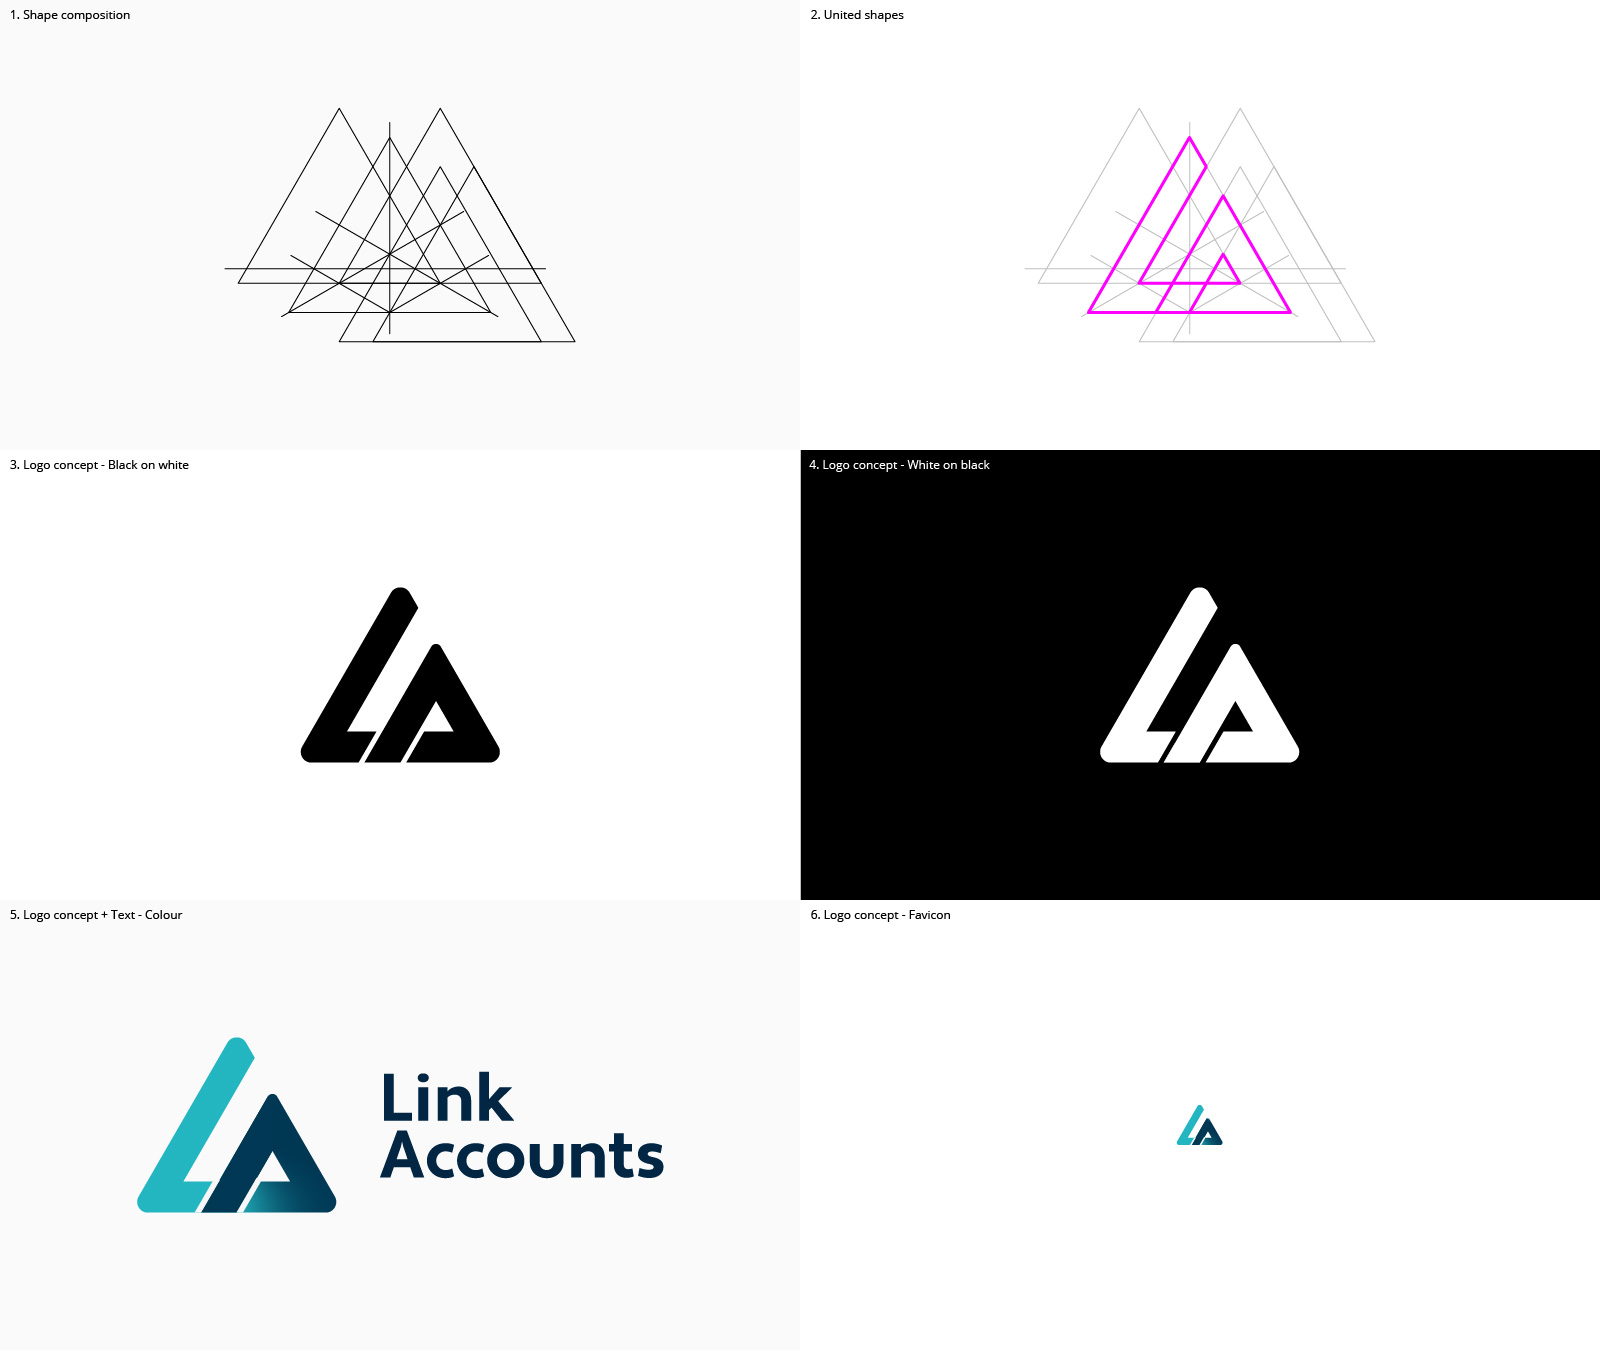 1. Shape composition
2. United shapes
3. Logo concept - Black on white
4. Logo concept - White on black
5. Logo concept + Text - Colour
Link
Accounts
6. Logo concept - Favicon